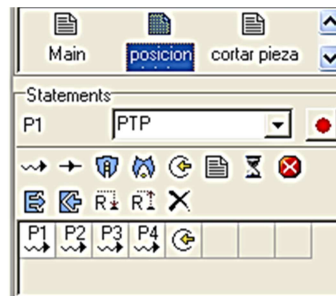 Main posicion cortar pieza
Statements
P1 PTP
R R
P1 P2 P3 P4